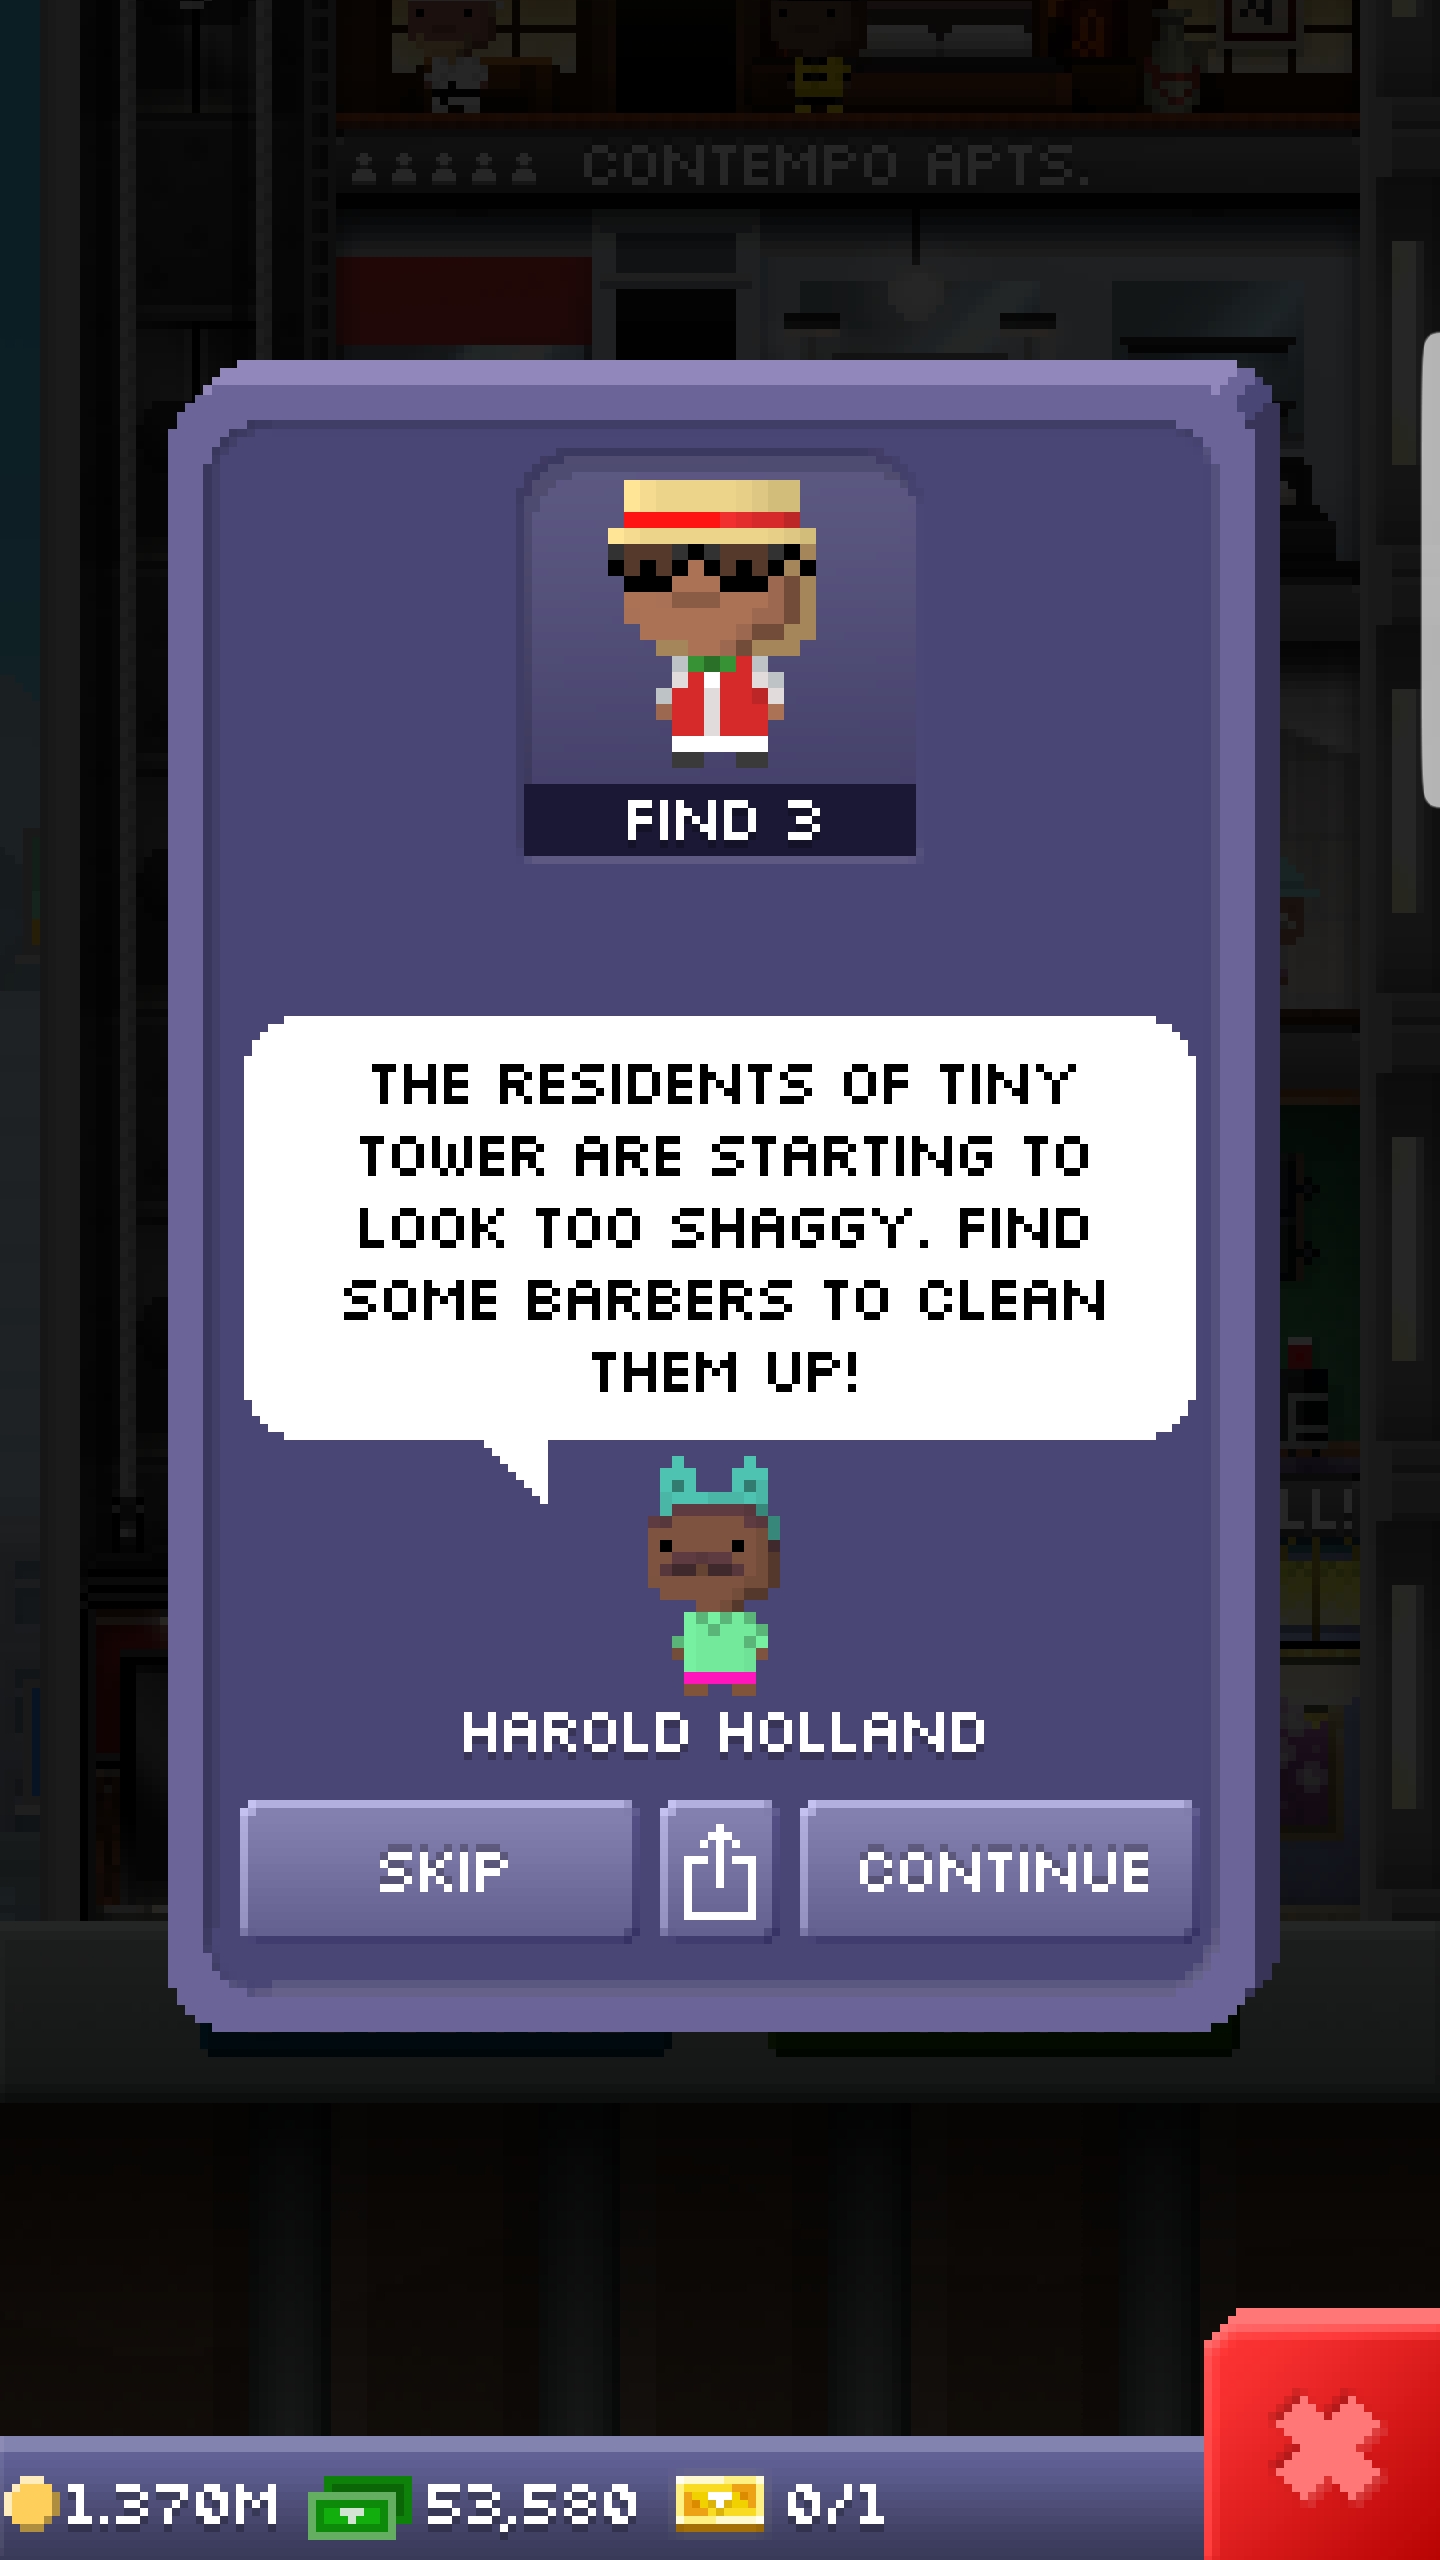 CONTEMPO APTS.
FIND 3
THE RESIDENTS OF TINY
TOWER ARE STARTING TO
LOOK TOO SHAGGY. FIND
SOME BARBERS TO CLEAN
THEM UP!
LL!
HAROLD HOLLAND
SKIP
CONTINUE
1.370M
53,580
0/1